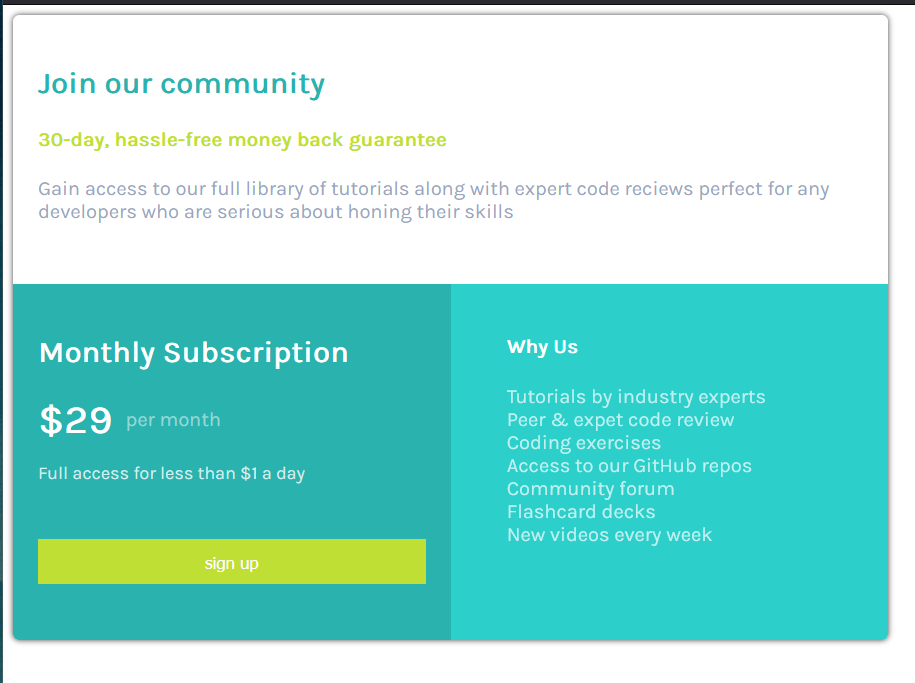 Join our community
30-day, hassle-free money back guarantee
Gain access to our full library of tutorials along with expert code reciews perfect for any
developers who are serious about honing their skills
Monthly Subscription
$29 per month
Full access for less than $1 a day
sign up
Why Us
Tutorials by industry experts
Peer & expet code review
Coding exercises
Access to our GitHub repos
Community forum
Flashcard decks
New videos every week